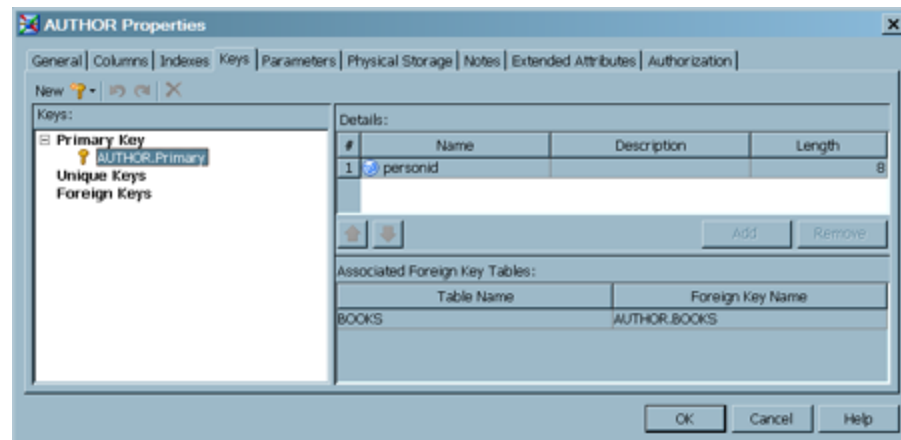 AUTHOR Properties
General Columns Indexes Keys Parameters Physical Storage Notes Extended Attributes Authorization
New
Keys:
Primary Key
AUTHOR.Primary
Unique Keys
Foreign Keys
Details:
# Name Description Length
1 personid 8
Add Remove
Associated Foreign Key Tables:
Table Name Foreign Key Name
BOOKS AUTHOR.BOOKS
OK Cancel Help